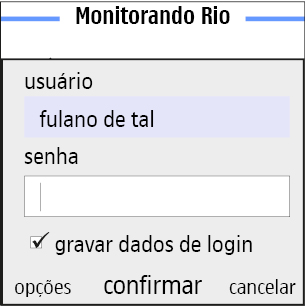 Monitorando Rio
usuário
fulano de tal
senha
gravar dados de login
opções confirmar cancelar